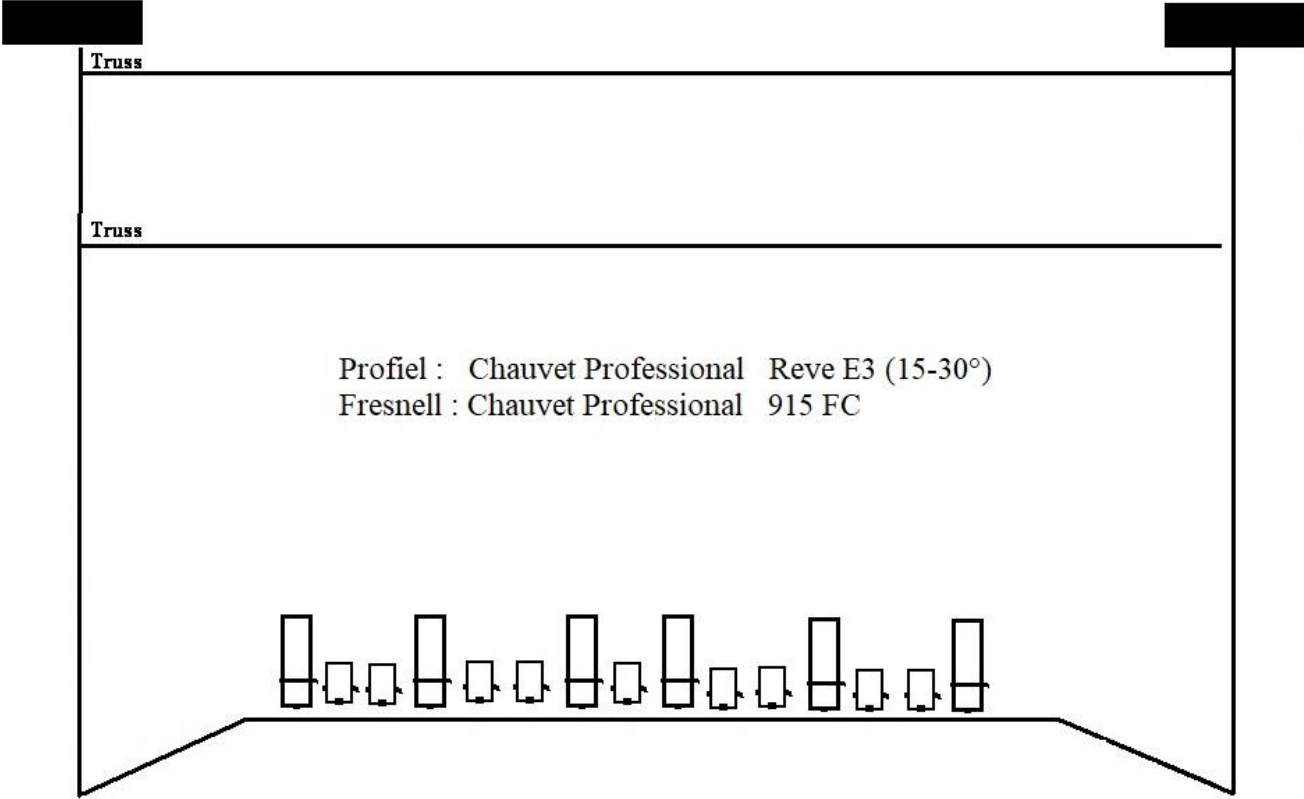 Truss
Truss
Profiel : Chauvet Professional Reve E3 (15-30°)
Fresnell : Chauvet Professional 915 FC